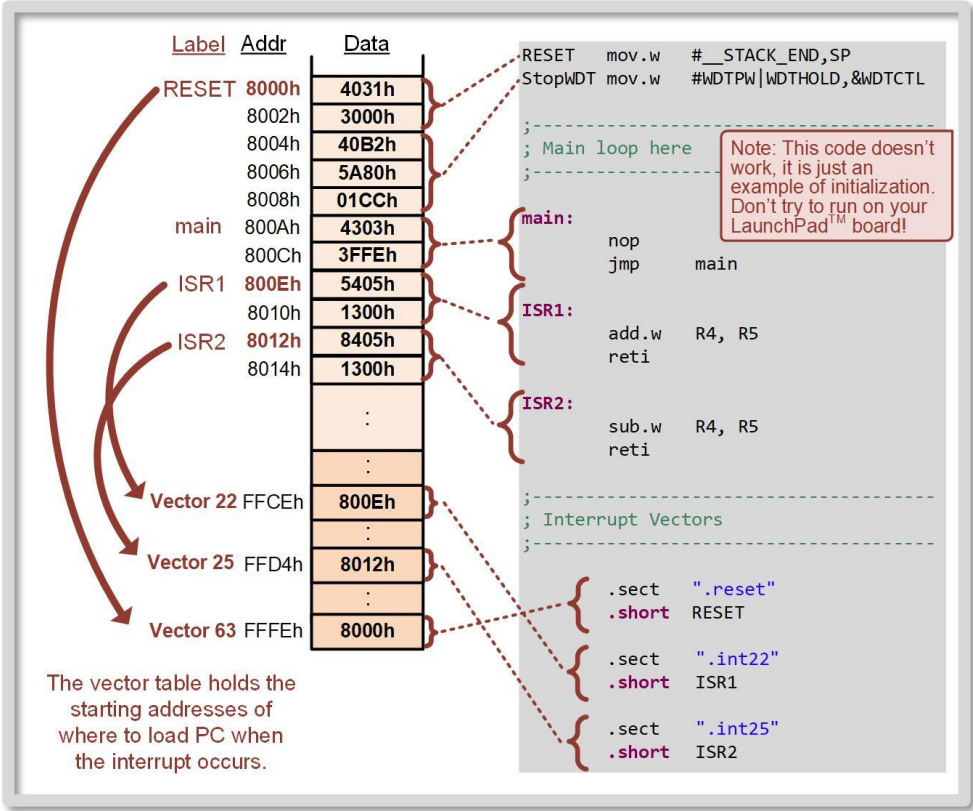 Label Addr Data
RESET 8000h 4031h
8002h 3000h
8004h 40B2h
8006h 5A80h
8008h 01CCh
main 800Ah 4303h
800Ch 3FFEh
ISR1 800Eh 5405h
8010h 1300h
ISR2 8012h 8405h
8014h 1300h
:
:
Vector 22 FFCEh 800Eh
:
Vector 25 FFD4h 8012h
:
Vector 63 FFFEh 8000h
The vector table holds the
starting addresses of
where to load PC when
the interrupt occurs.
RESET mov.w #__STACK_END,SP
StopWDT mov.w #WDTPW|WDTHOLD,&WDTCTL
;-----------------------------------
; Main loop here
;-----------------------------------
Note: This code doesn't
work, it is just an
example of initialization.
Don't try to run on your
LaunchPad™ board!
main:
nop
jmp main
ISR1:
add.w R4, R5
reti
ISR2:
sub.w R4, R5
reti
;-----------------------------------
; Interrupt Vectors
;-----------------------------------
.sect ".reset"
.short RESET
.sect ".int22"
.short ISR1
.sect ".int25"
.short ISR2